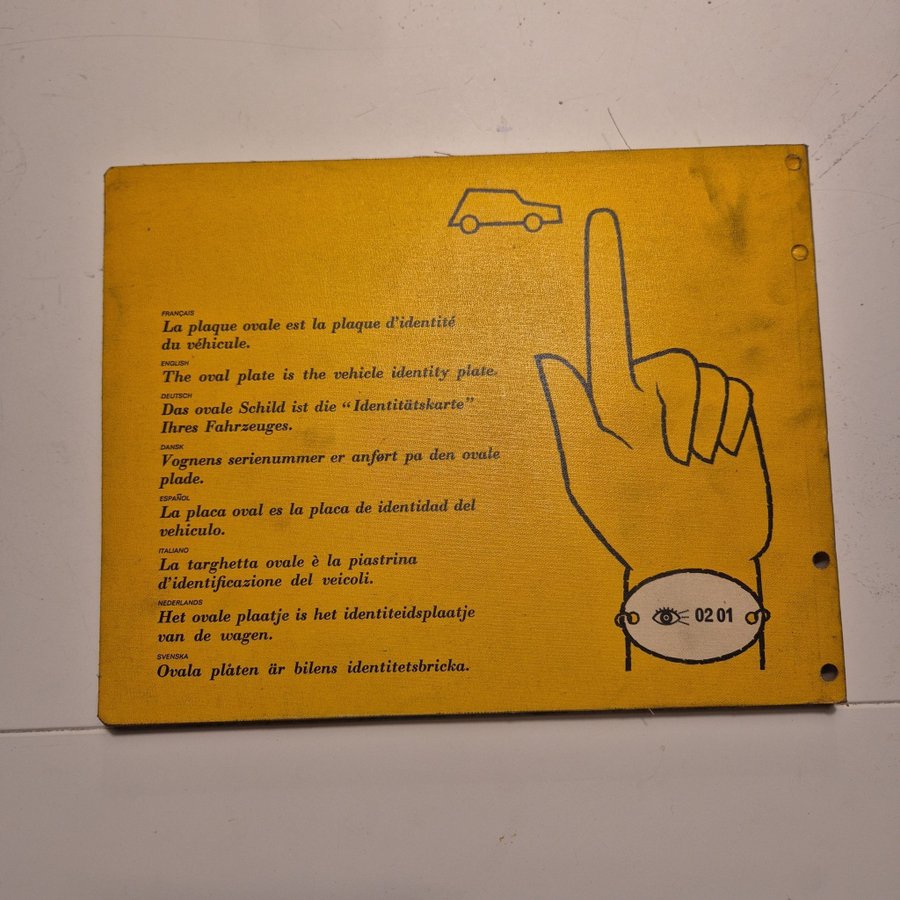 FRANÇAIS
La plaque ovale est la plaque d'identité
du véhicule.
ENGLISH
The oval plate is the vehicle identity plate.
DEUTSCH
Das ovale Schild ist die “Identitätskarte”
Ihres Fahrzeuges.
DANSK
Vognens serienummer er anført pa den ovale
plade.
ESPAÑOL
La placa oval es la placa de identidad del
vehiculo.
ITALIANO
La targhetta ovale è la piastrina
d'identificazione del veicoli.
NEDERLANDS
Het ovale plaatje is het identiteidsplaatje
van de wagen.
SVENSKA
Ovala plåten är bilens identitetsbricka.
02 01